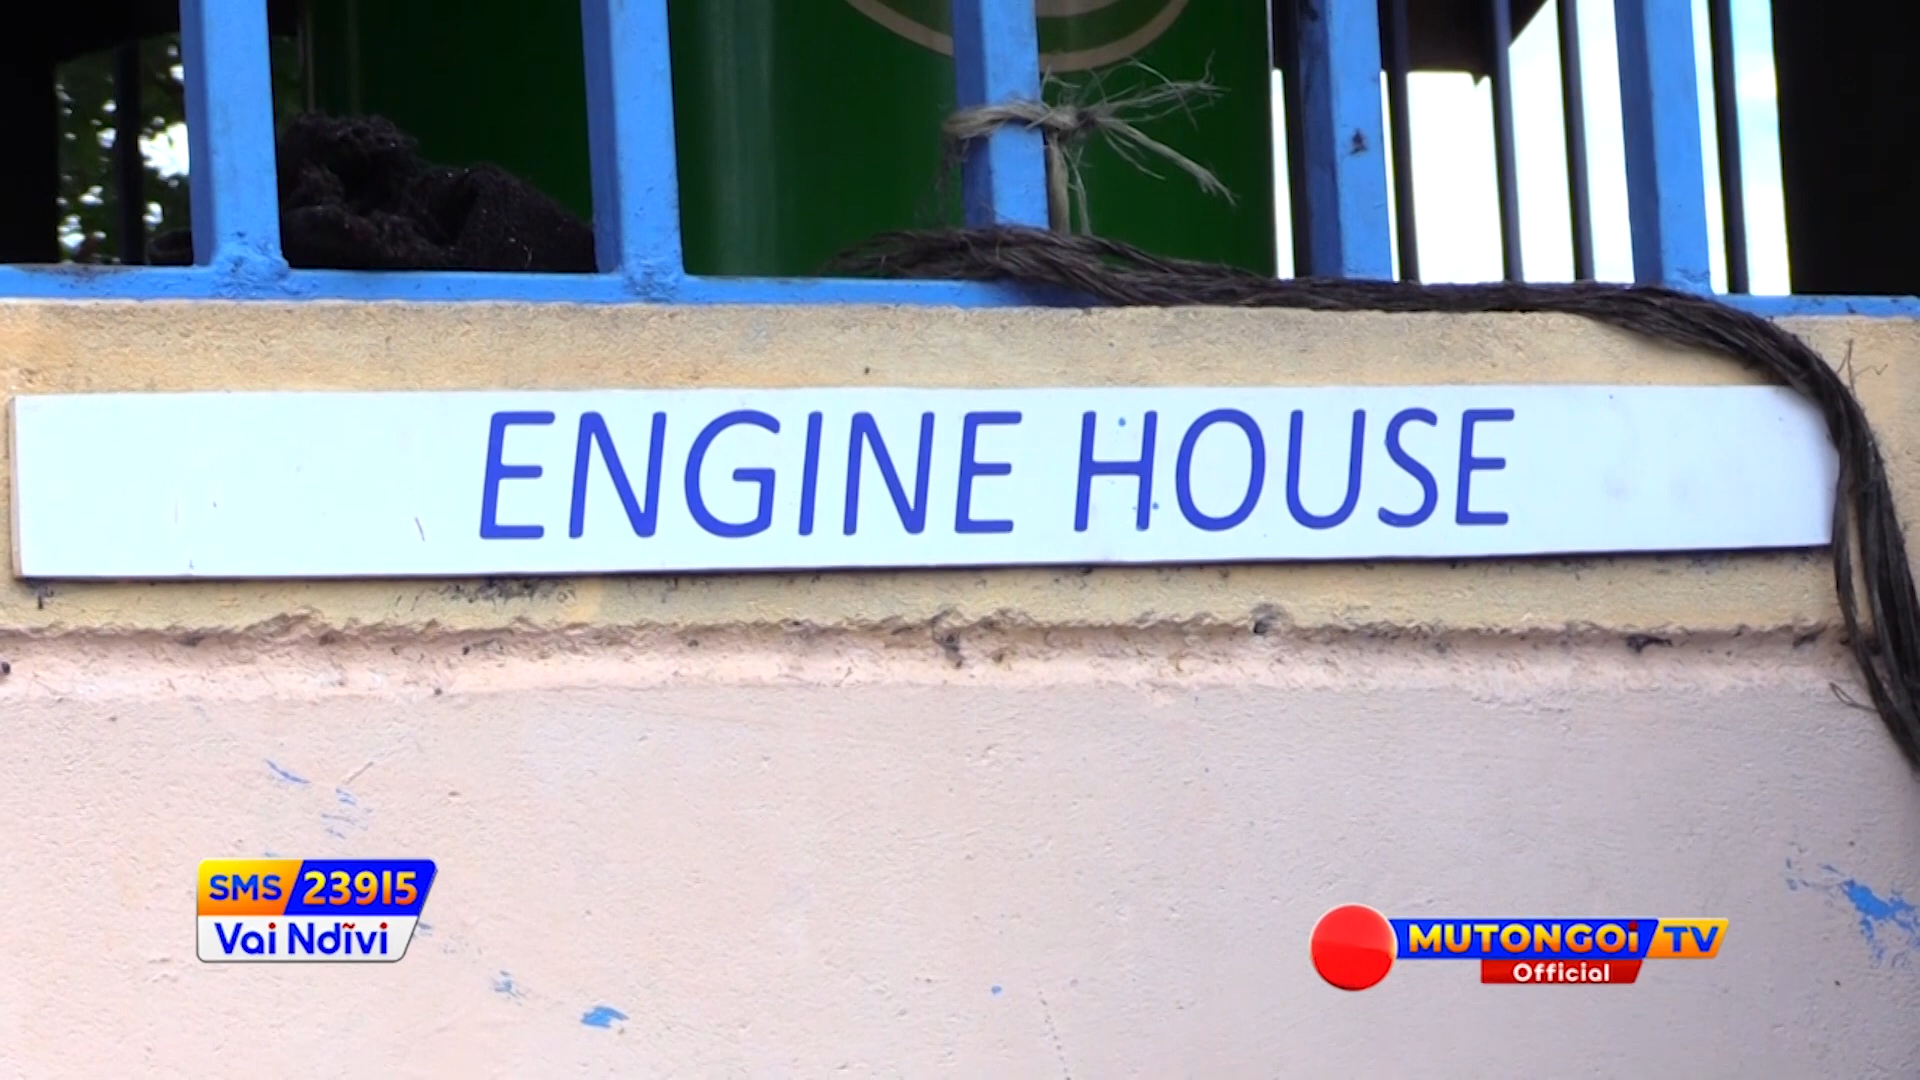 ENGINE HOUSE
SMS 23915
Vai Ndĩvi
MUTONGOi TV
Official